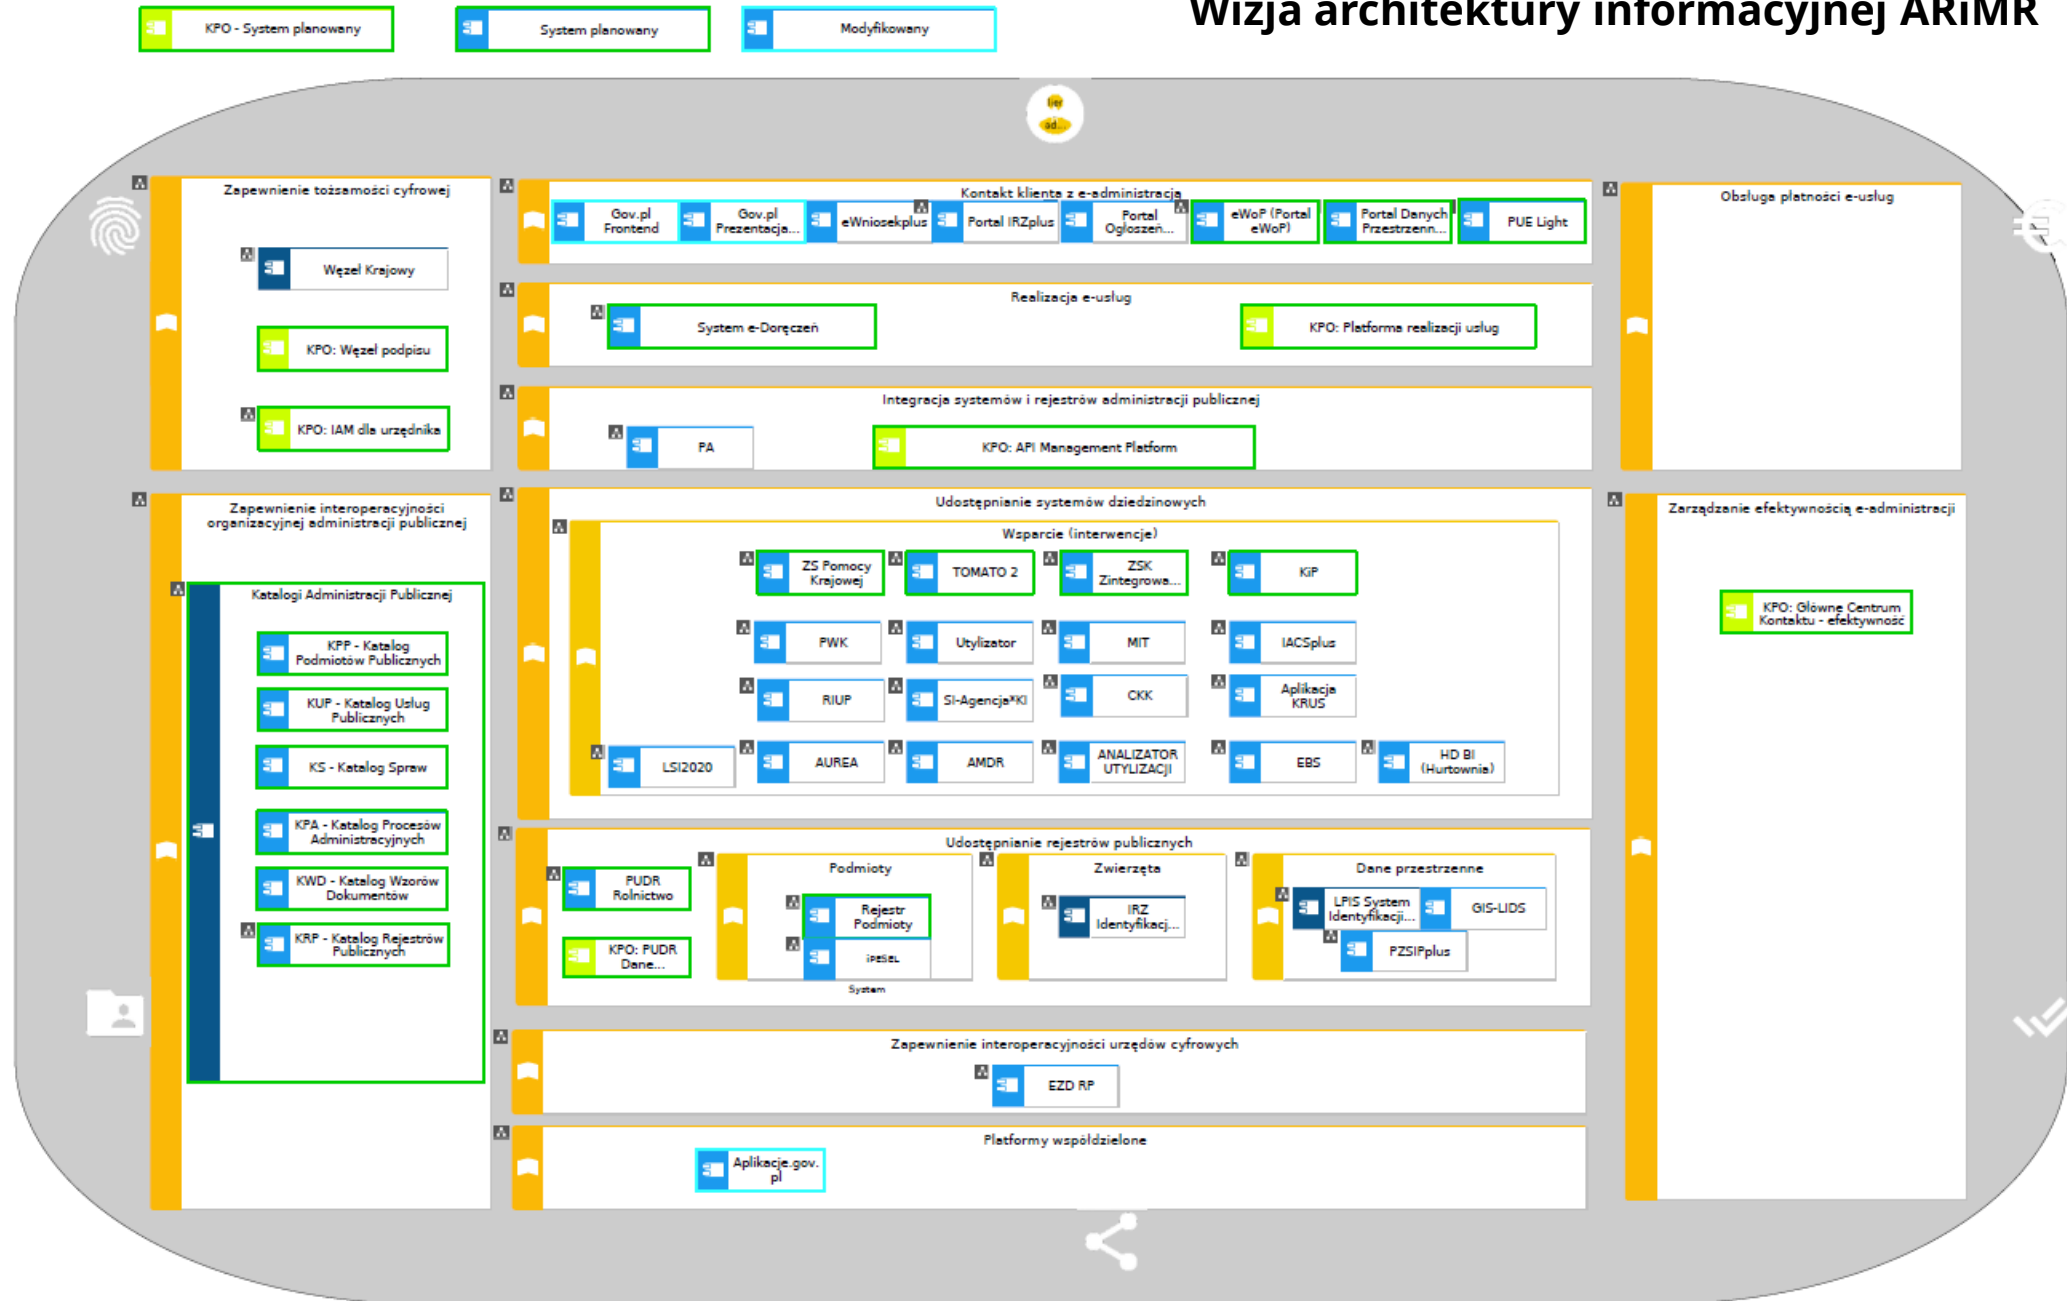 Wizja architektury informacyjnej ARiMR
KPO - System planowany
System planowany
Modyfikowany
ad...
Zapewnienie tożsamości cyfrowej
Węzeł Krajowy
KPO: Węzeł podpisu
KPO: IAM dla urzędnika
Kontakt klienta z e-administracją
Gov.pl
Frontend
Gov.pl
Prezentacja...
eWniosekplus
Portal IRZplus
Portal
Ogłoszeń...
eWoP (Portal
eWoP)
Portal Danych
Przestrzenn...
PUE Light
Obsługa płatności e-usług
Realizacja e-usług
System e-Doręczeń
KPO: Platforma realizacji usług
Integracja systemów i rejestrów administracji publicznej
PA
KPO: API Management Platform
Zapewnienie interoperacyjności
organizacyjnej administracji publicznej
Katalogi Administracji Publicznej
KPP - Katalog
Podmiotów Publicznych
KUP - Katalog Usług
Publicznych
KS - Katalog Spraw
KPA - Katalog Procesów
Administracyjnych
KWD - Katalog Wzorów
Dokumentów
KRP - Katalog Rejestrów
Publicznych
Udostępnianie systemów dziedzinowych
Wsparcie (interwencje)
ZS Pomocy
Krajowej
TOMATO 2
ZSK
Zintegrowa...
KiP
PWK
Utylizator
MIT
IACSplus
RIUP
SI-Agencja*KI
CKK
Aplikacja
KRUS
LSI2020
AUREA
AMDR
ANALIZATOR
UTYLIZACJI
EBS
HD BI
(Hurtownia)
Zarządzanie efektywnością e-administracji
KPO: Główne Centrum
Kontaktu - efektywność
Udostępnianie rejestrów publicznych
PUDR
Rolnictwo
KPO: PUDR
Dane...
Podmioty
Rejestr
Podmioty
iPESEL
System
Zwierzęta
IRZ
Identyfikacj...
Dane przestrzenne
LPIS System
Identyfikacji...
GIS-LIDS
PZSIPplus
Zapewnienie interoperacyjności urzędów cyfrowych
EZD RP
Platformy współdzielone
Aplikacje.gov.
pl